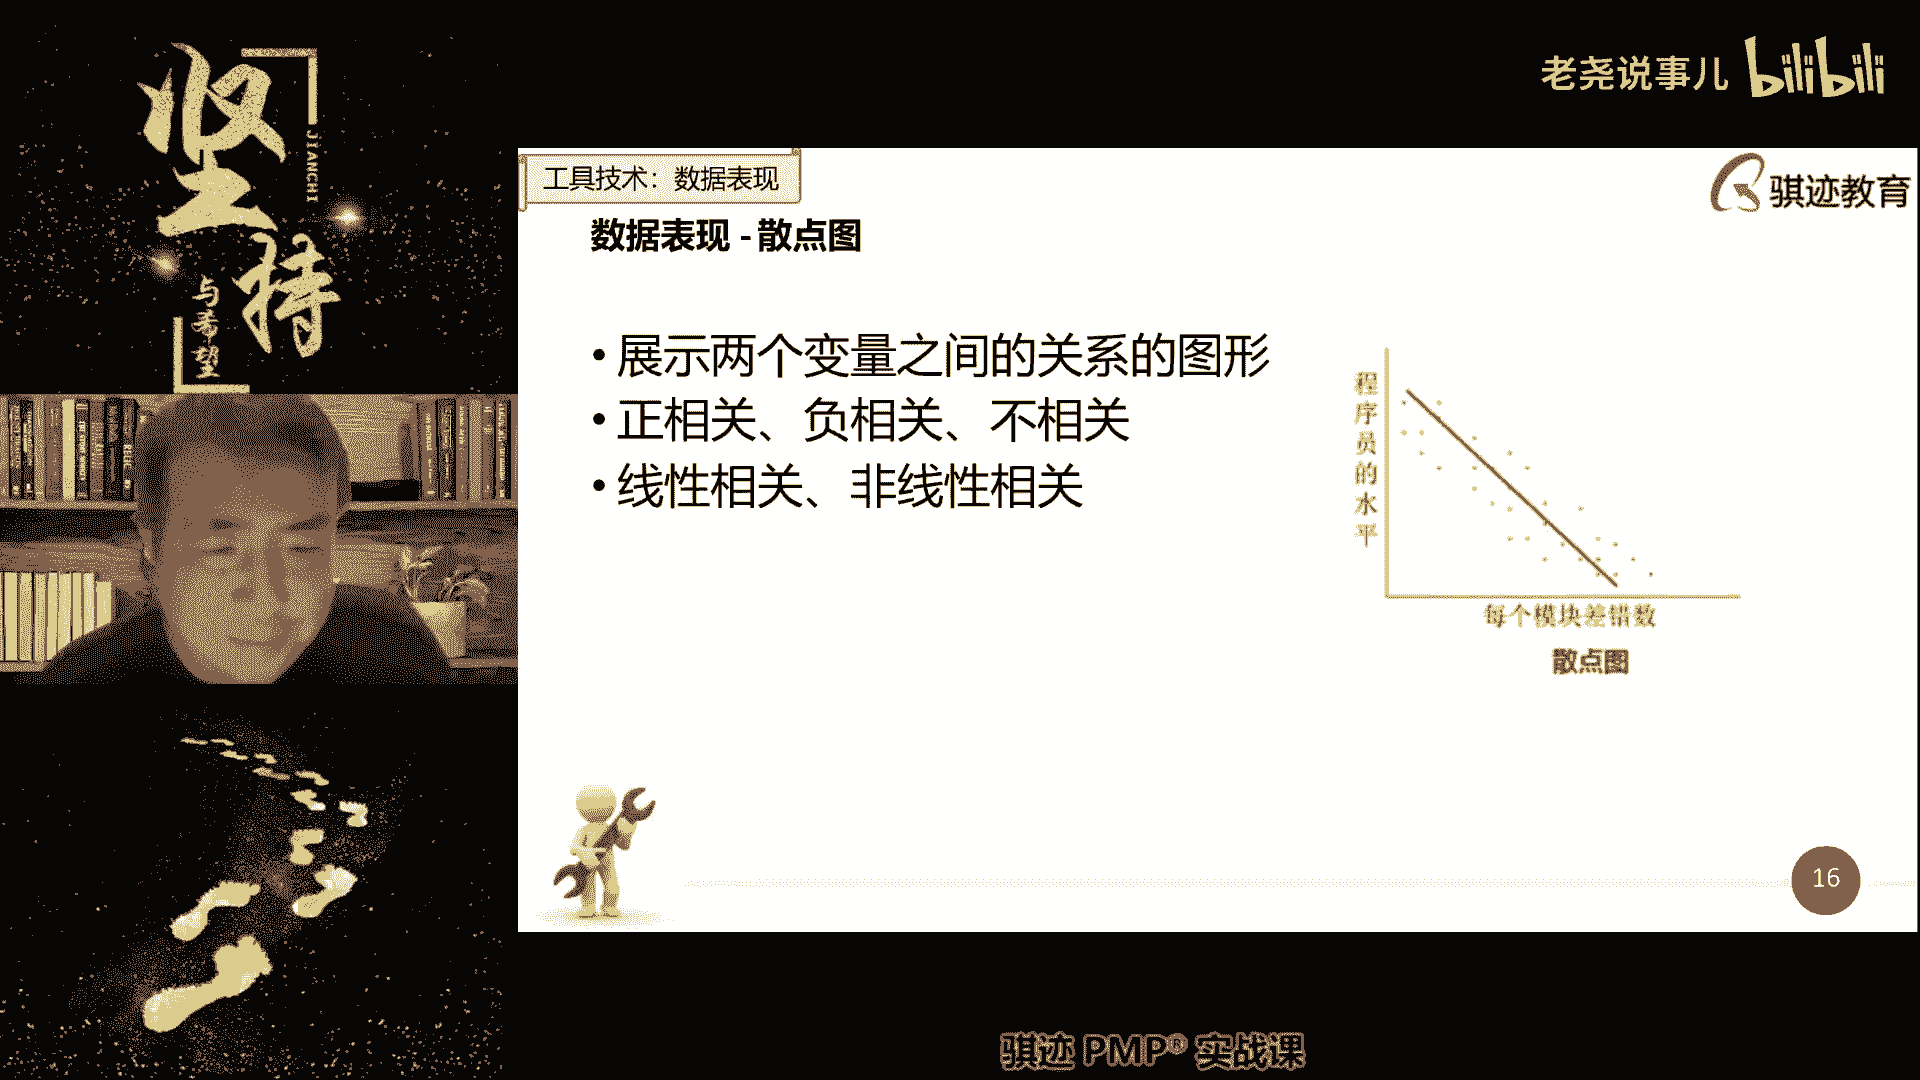 坚持
JIANCHI
与希望
老尧说事儿 bilibili
工具技术：数据表现
骐迹教育
数据表现 - 散点图
• 展示两个变量之间的关系的图形
• 正相关、负相关、不相关
• 线性相关、非线性相关
程序员的水平
每个模块差错数
散点图
16
骐迹 PMP® 实战课